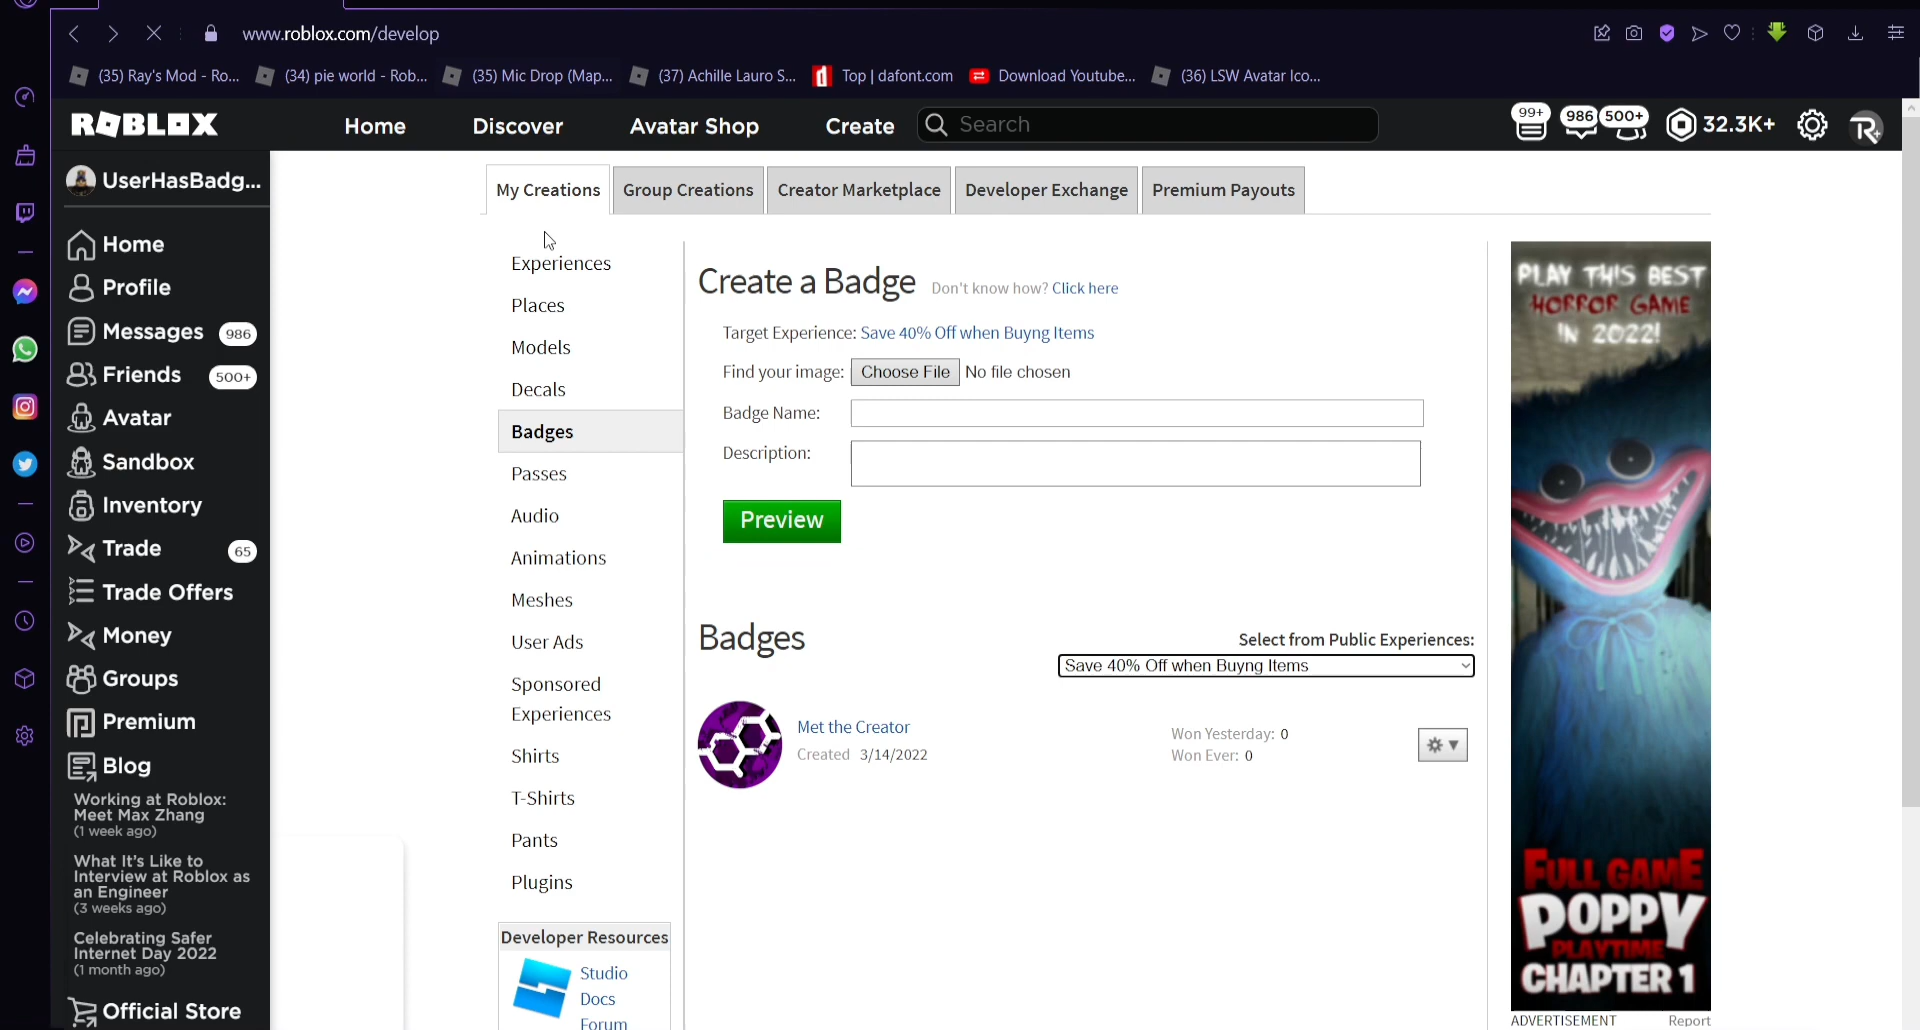 www.roblox.com/develop
(35) Ray's Mod - Ro...
(34) pie world - Rob...
(35) Mic Drop (Map...
(37) Achille Lauro S...
d
Top | dafont.com
Download Youtube...
(36) LSW Avatar Ico...
ROBLOX
Home
Discover
Avatar Shop
Create
Search
99+
986
500+
32.3K+
UserHasBadg...
Home
Profile
Messages
986
Friends
500+
Avatar
Sandbox
Inventory
Trade
65
Trade Offers
Money
Groups
Premium
Blog
Working at Roblox:
Meet Max Zhang
(1 week ago)
What It's Like to
Interview at Roblox as
an Engineer
(3 weeks ago)
Celebrating Safer
Internet Day 2022
(1 month ago)
Official Store
My Creations
Group Creations
Creator Marketplace
Developer Exchange
Premium Payouts
Experiences
Places
Models
Decals
Badges
Passes
Audio
Animations
Meshes
User Ads
Sponsored
Experiences
Shirts
T-Shirts
Pants
Plugins
Developer Resources
Studio
Docs
Forum
Create a Badge
Don't know how? Click here
Target Experience: Save 40% Off when Buyng Items
Find your image: Choose File No file chosen
Badge Name:
Description:
Preview
Badges
Select from Public Experiences:
Save 40% Off when Buyng Items
Met the Creator
Created 3/14/2022
Won Yesterday: 0
Won Ever: 0
PLAY THIS BEST
HORROR GAME
IN 2022!
FULL GAME
POPPY
PLAYTIME
CHAPTER 1
ADVERTISEMENT
Report